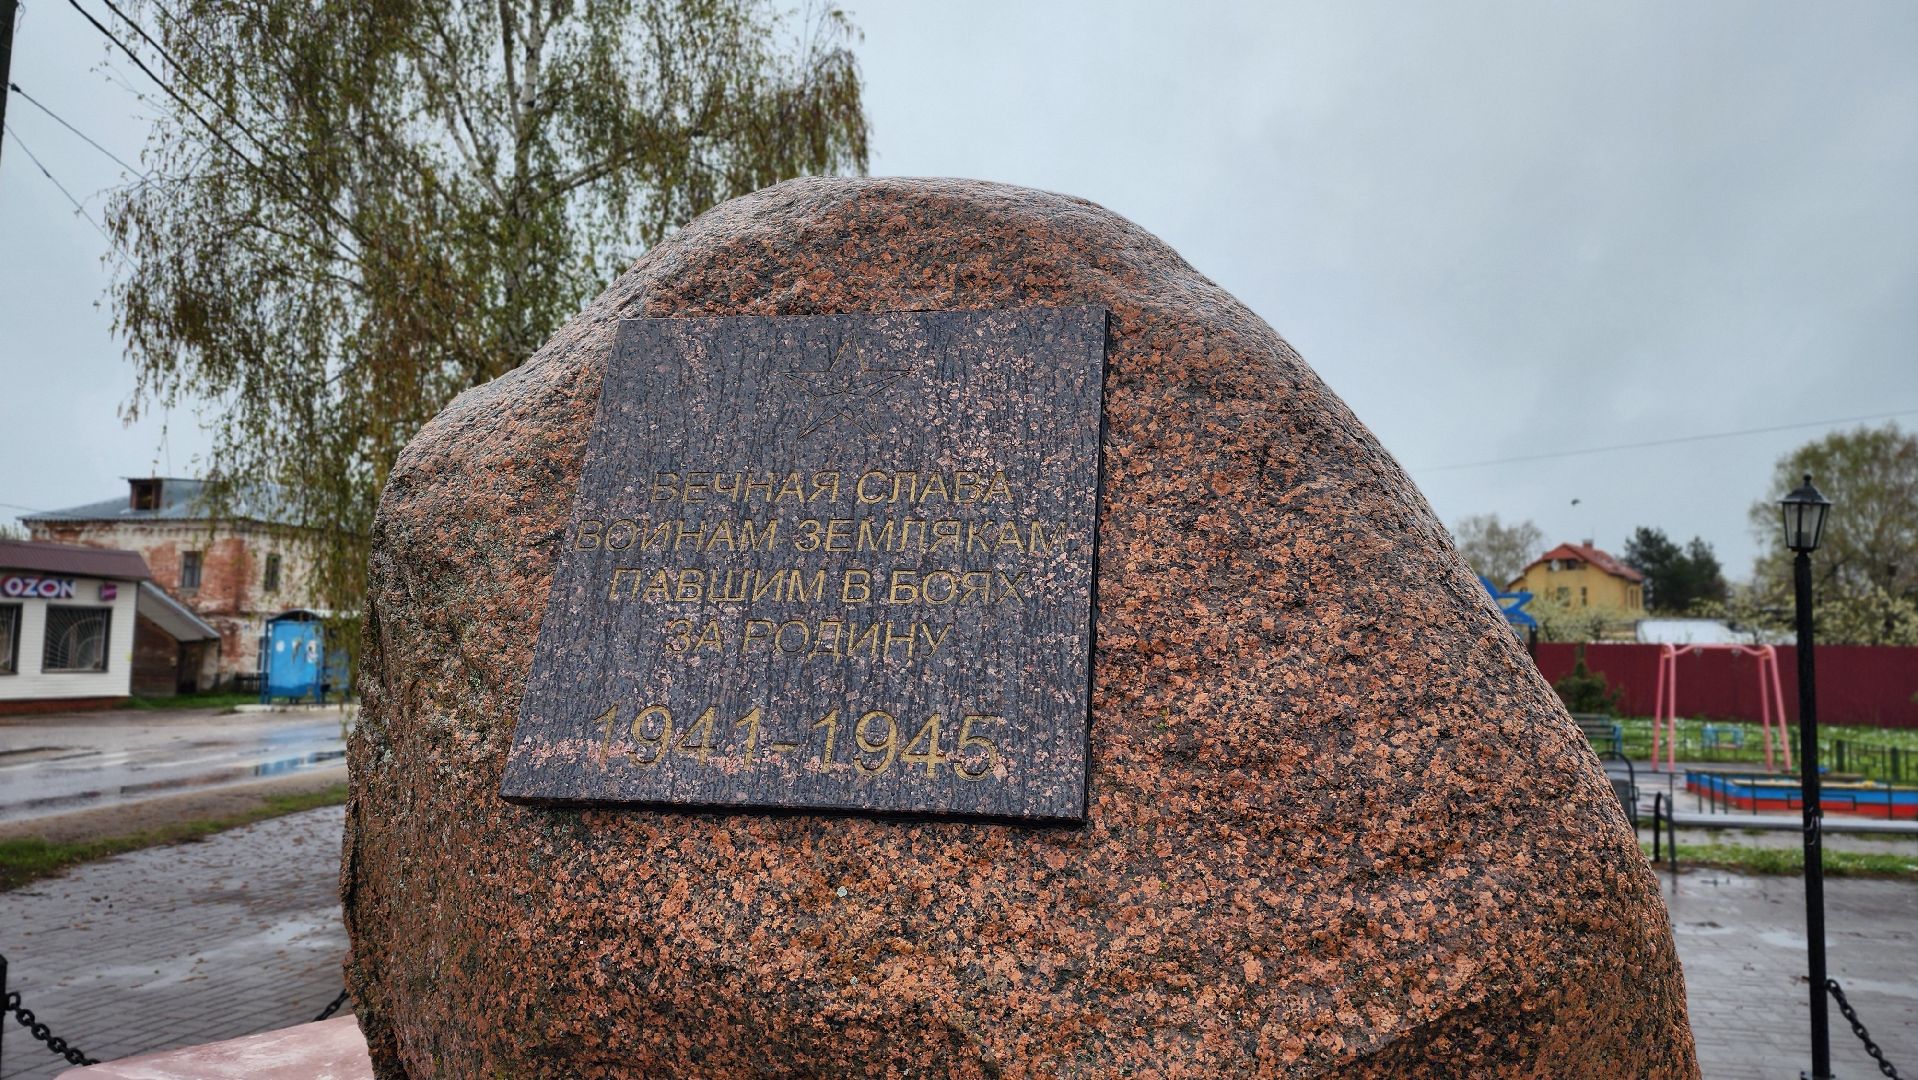 ВЕЧНАЯ СЛАВА
ВОИНАМ ЗЕМЛЯКАМ
ПАВШИМ В БОЯХ
ЗА РОДИНУ
1941-1945
OZON